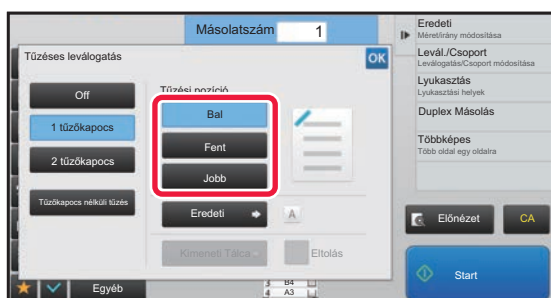 Másolatszám 1
Tűzéses leválogatás
OK
Off
1 tűzőkapocs
2 tűzőkapocs
Tűzőkapocs nélküli tűzés
Tűzési pozíció
Bal
Fent
Jobb
Eredeti
A
Kimeneti Tálca
Eltolás
Egyéb
3 B4
4 A3
Eredeti
Méret/irány módosítása
Levál./Csoport
Leválogatás/Csoport módosítása
Lyukasztás
Lyukasztási helyek
Duplex Másolás
Többképes
Több oldal egy oldalra
Előnézet
CA
Start